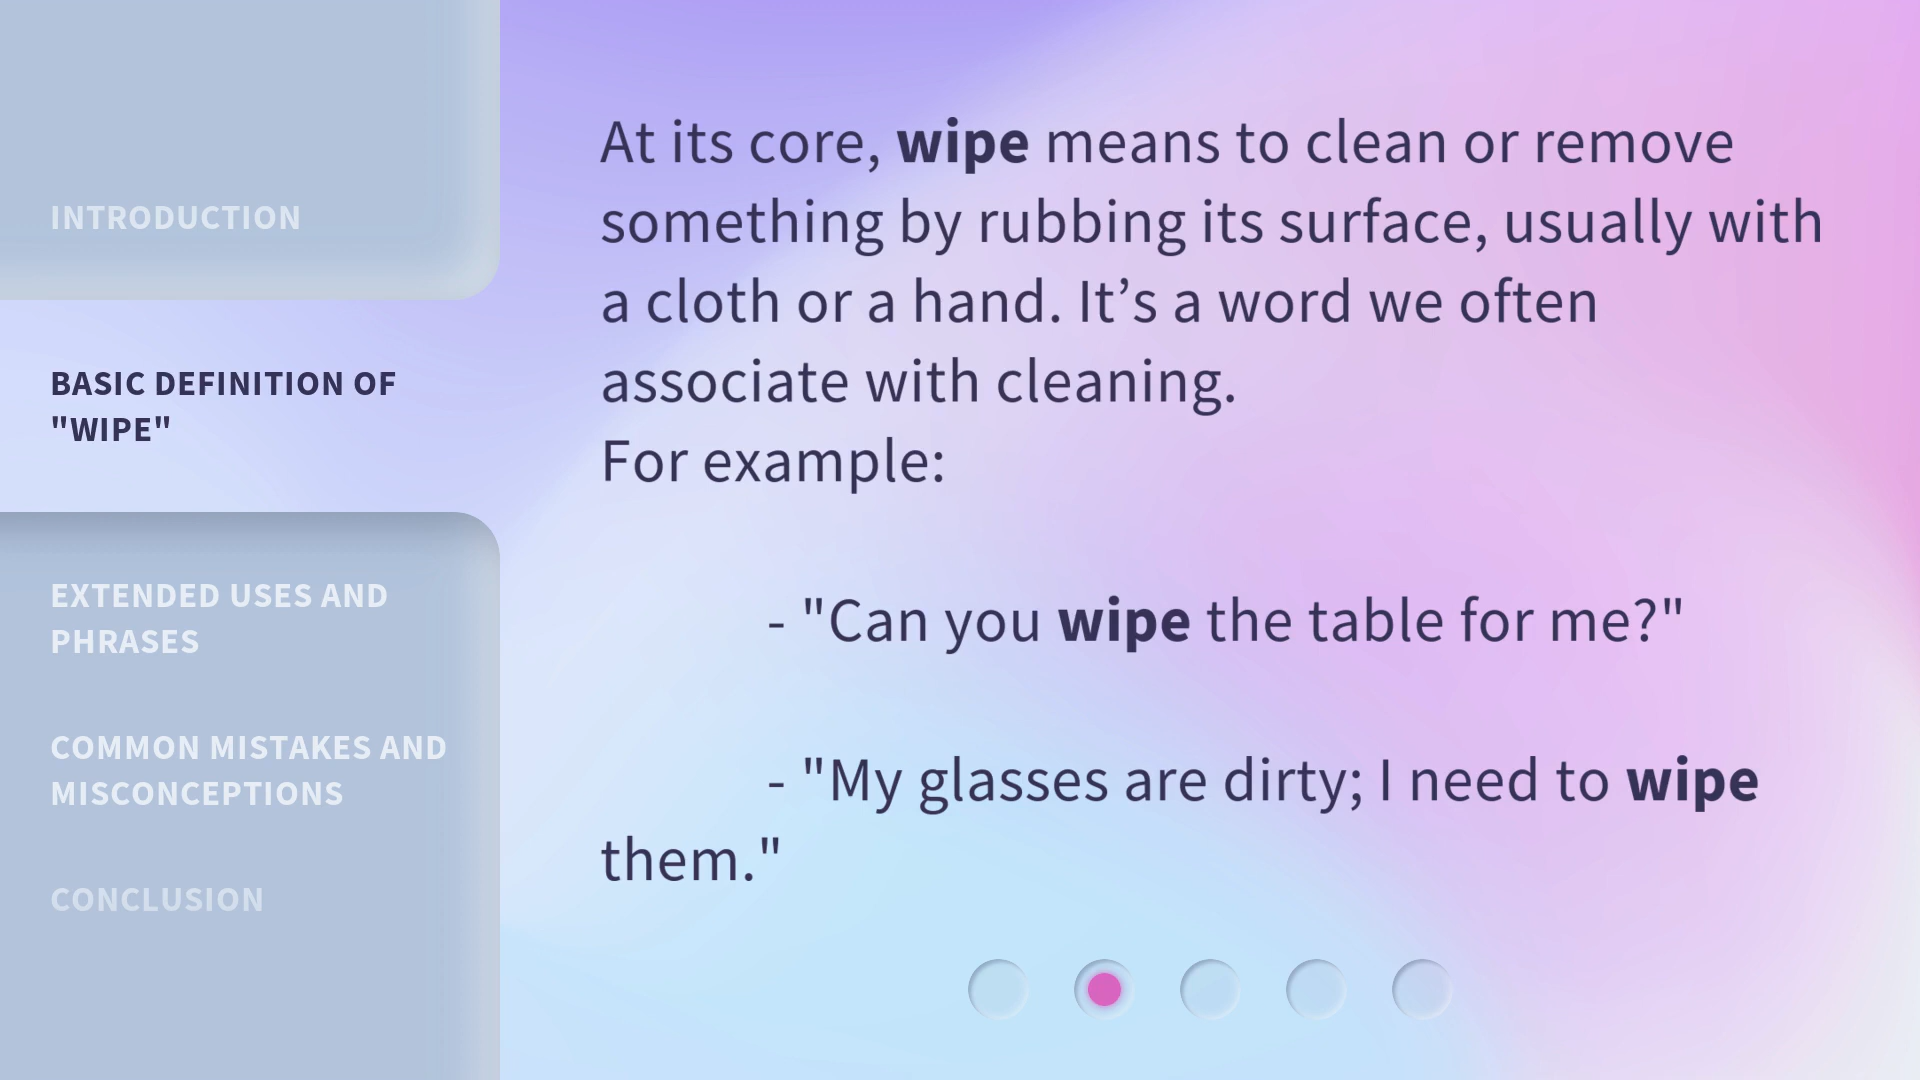 INTRODUCTION
BASIC DEFINITION OF
"WIPE"
EXTENDED USES AND
PHRASES
COMMON MISTAKES AND
MISCONCEPTIONS
CONCLUSION
At its core, wipe means to clean or remove
something by rubbing its surface, usually with
a cloth or a hand. It’s a word we often
associate with cleaning.
For example:
- "Can you wipe the table for me?"
- "My glasses are dirty; I need to wipe
them."